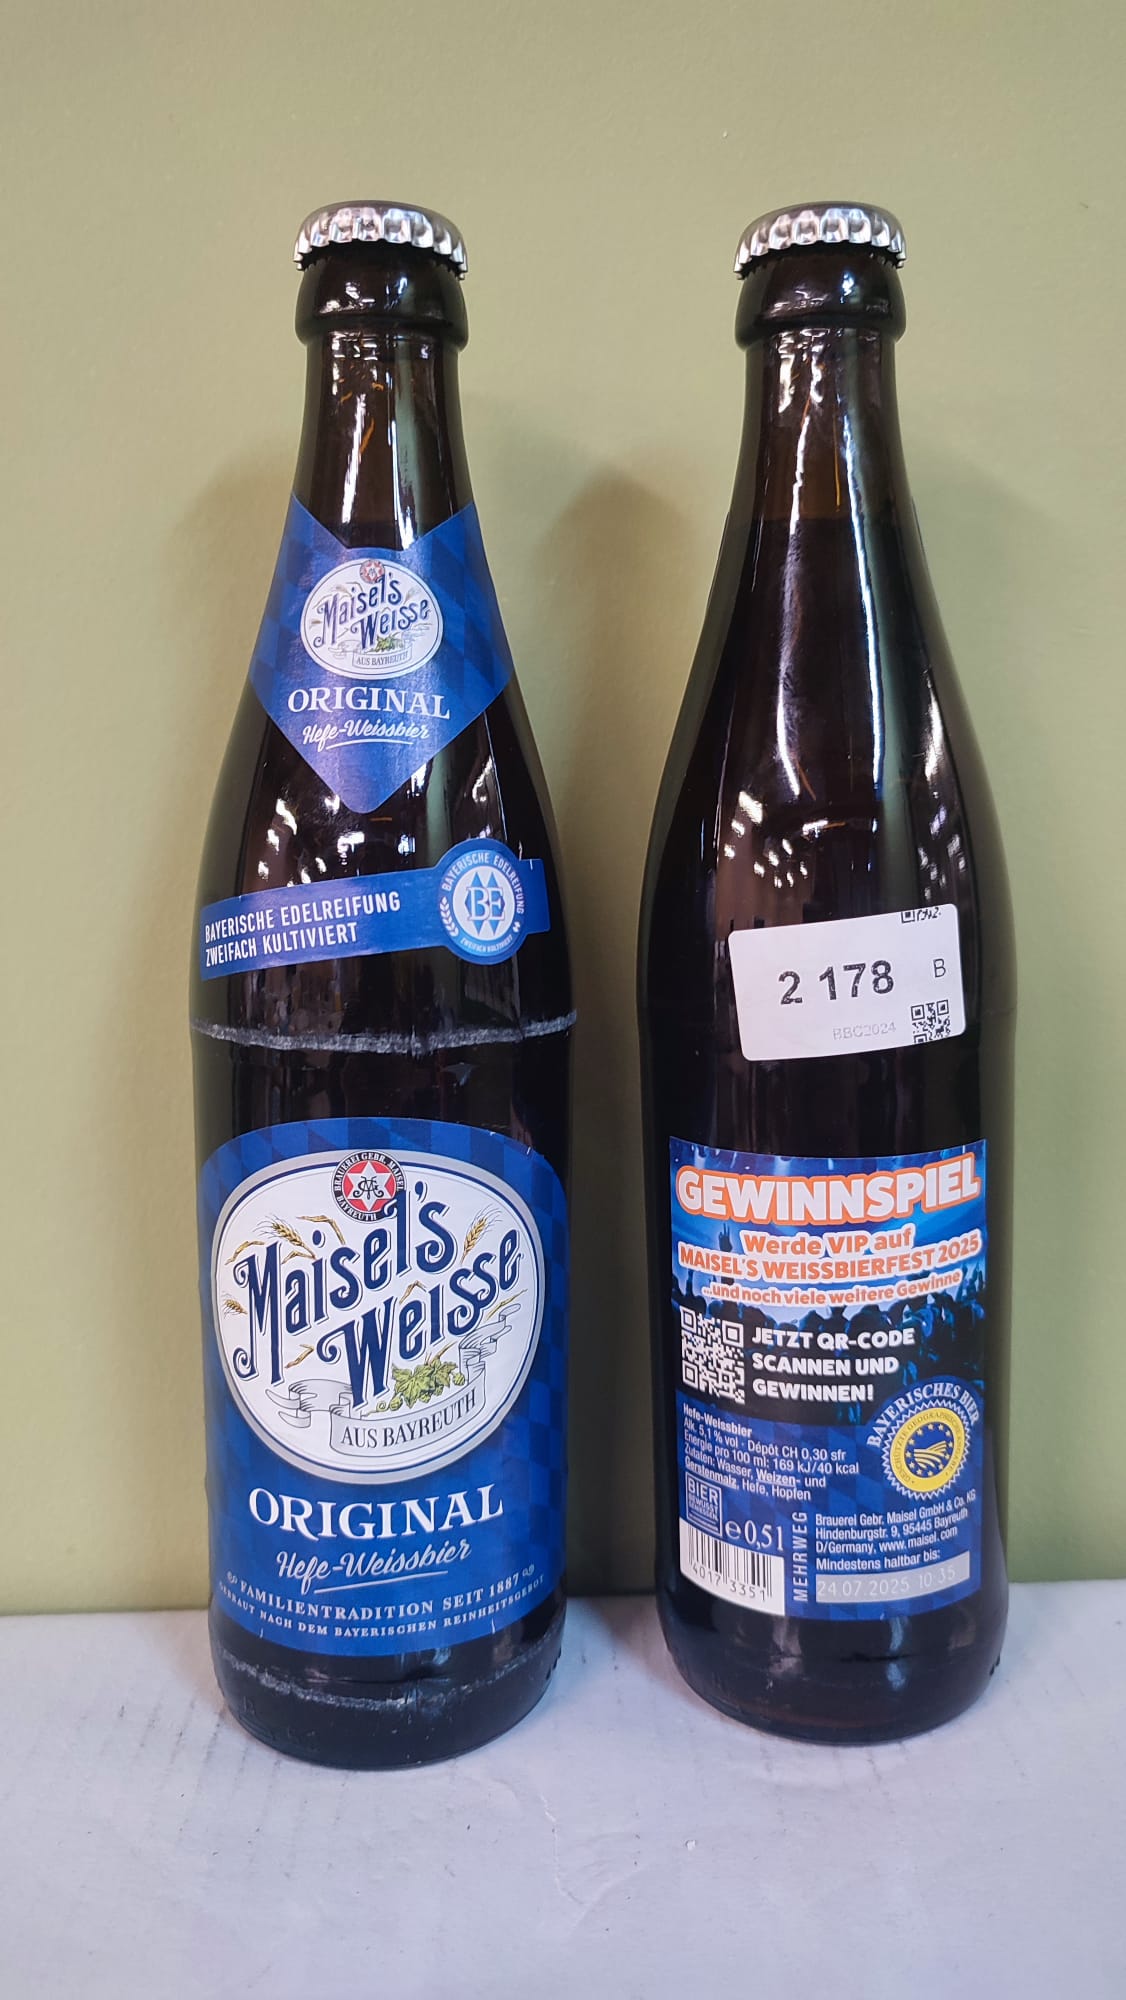 Maisel's
Weisse
AUS BAYREUTH
ORIGINAL
Hefe-Weissbier
BAYERISCHE EDELREIFUNG
ZWEIFACH KULTIVIERT
BAYERISCHE EDELREIFUNG
BE
ZWEIFACH KULTIVIERT
BRAUEREI GEBR. MAISEL
BAYREUTH
Maisel's
Weisse
AUS BAYREUTH
ORIGINAL
Hefe-Weissbier
FAMILIENTRADITION SEIT 1887
GEBRAUT NACH DEM BAYERISCHEN REINHEITSGEBOT
2 178 B
BBC2024
GEWINNSPIEL
Werde VIP auf
MAISEL'S WEISSBIERFEST 2025
...und noch viele weitere Gewinne
JETZT QR-CODE
SCANNEN UND
GEWINNEN!
BAYERISCHES BIER
Hefe-Weissbier
Alk. 5,1 % vol · Dépôt CH 0,30 sfr
Energie pro 100 ml: 169 kJ/40 kcal
Zutaten: Wasser, Weizen- und
Gerstenmalz, Hefe, Hopfen
BIER
BEWUSST
GENIESSEN
e 0,5 l
MEHRWEG
Brauerei Gebr. Maisel GmbH & Co. KG
Hindenburgstr. 9, 95445 Bayreuth
D/Germany, www.maisel.com
Mindestens haltbar bis:
24.07.2025 10:35
4017 3351